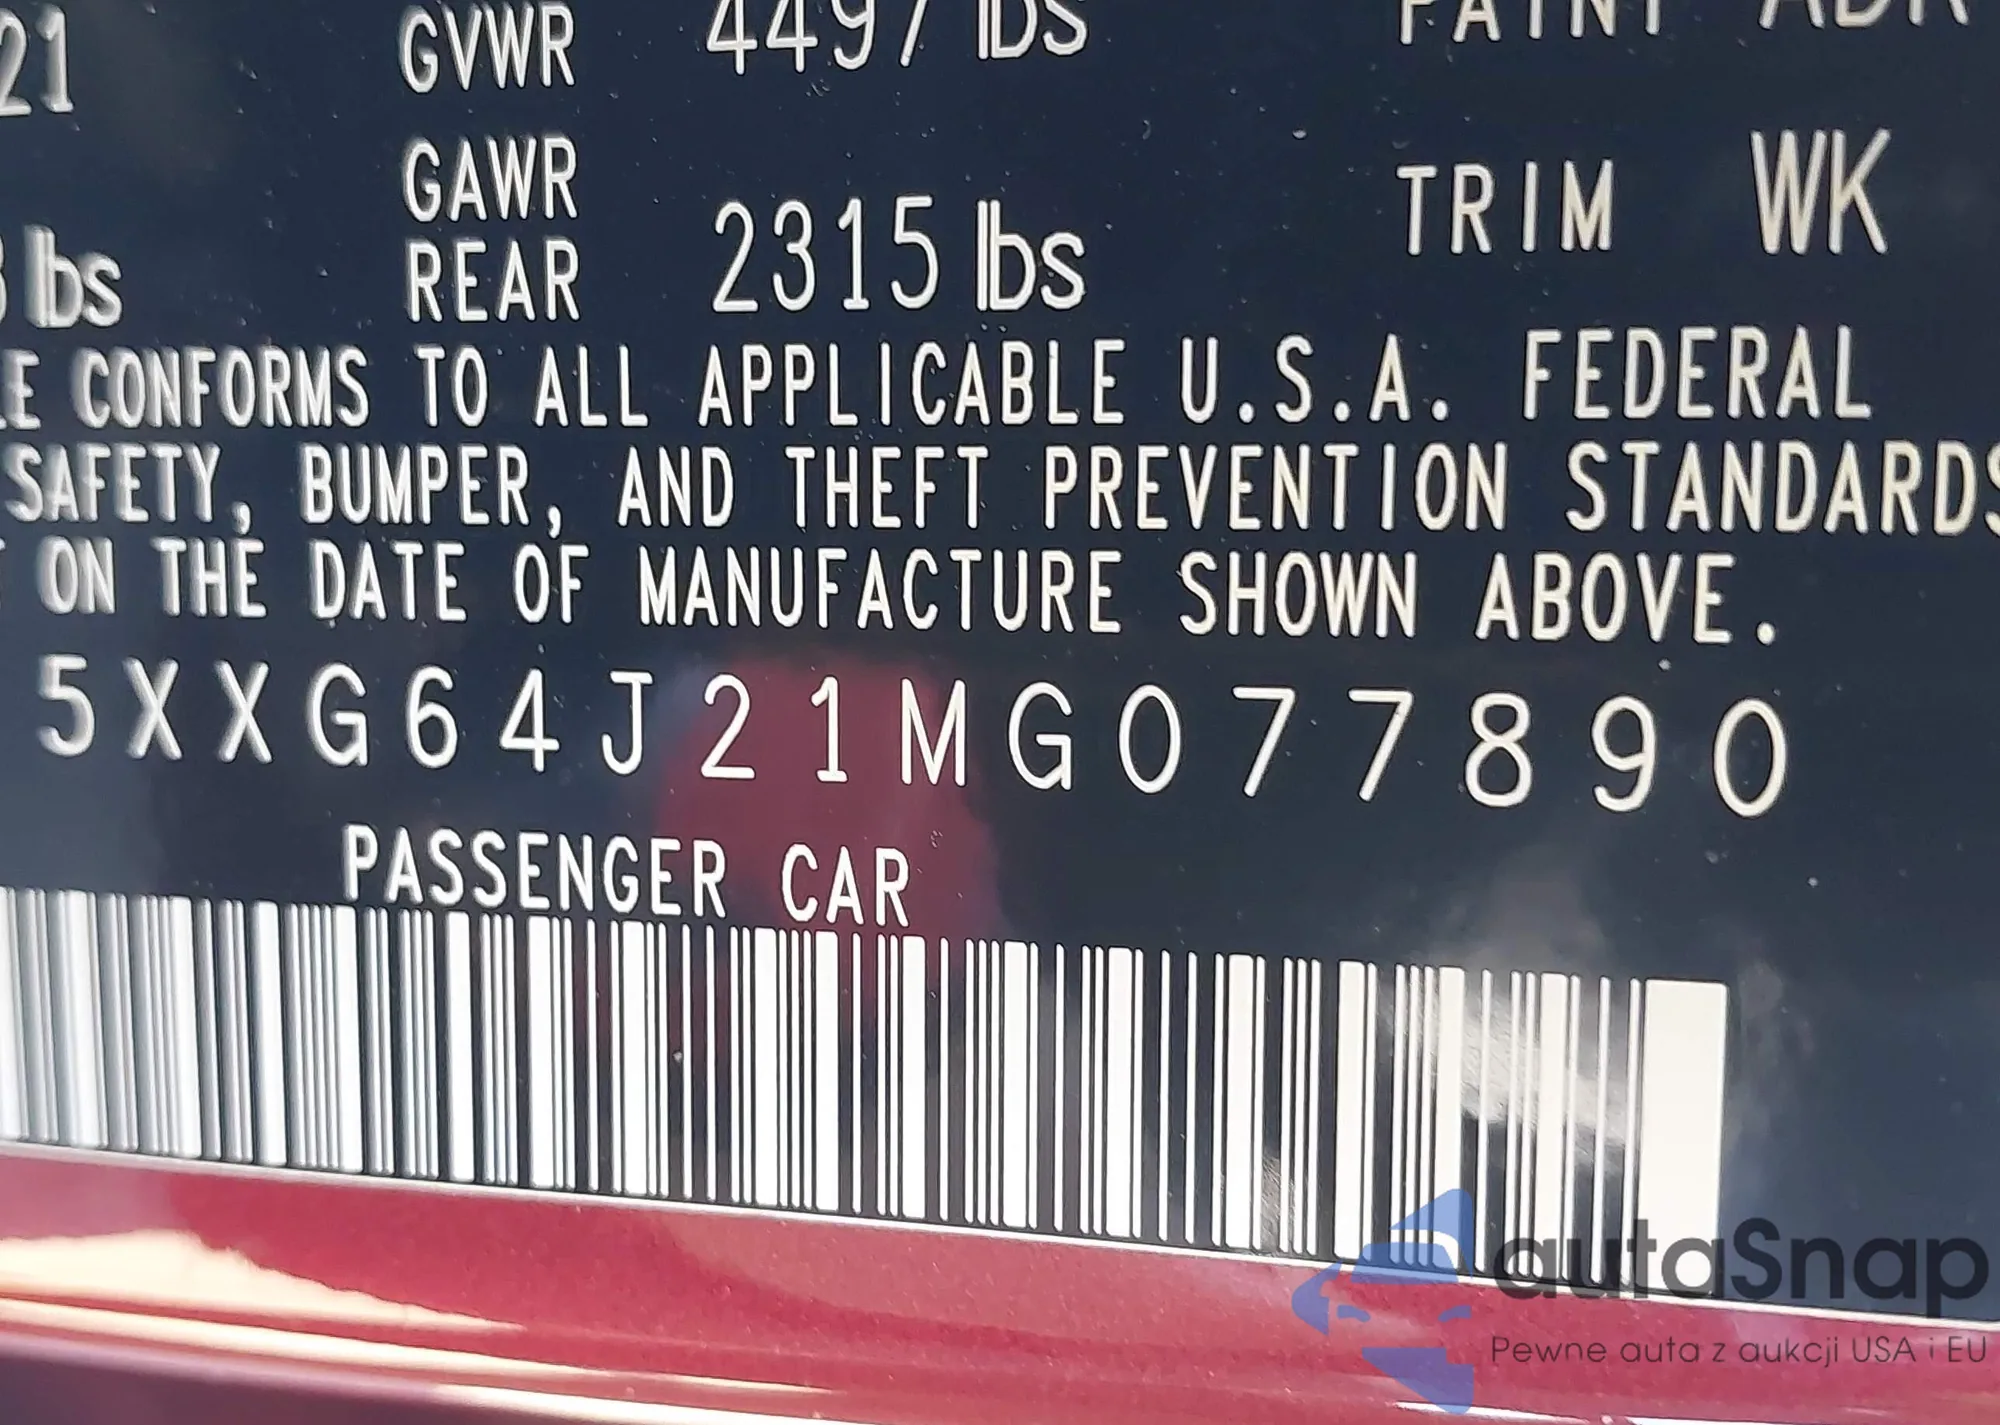 21 GVWR 4497 lbs PAINT
GAWR
REAR 2315 lbs TRIM WK
lbs
CONFORMS TO ALL APPLICABLE U.S.A. FEDERAL
SAFETY, BUMPER, AND THEFT PREVENTION STANDARDS
ON THE DATE OF MANUFACTURE SHOWN ABOVE.
5XXG64J21MG077890
PASSENGER CAR
autaSnap
Pewne auta z aukcji USA i EU